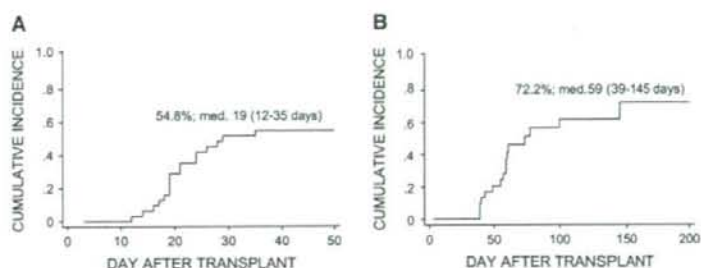 A
CUMULATIVE INCIDENCE
1.0
.8
.6
.4
.2
0
54.8%; med. 19 (12-35 days)
0 10 20 30 40 50
DAY AFTER TRANSPLANT
B
CUMULATIVE INCIDENCE
1.0
.8
.6
.4
.2
0
72.2%; med.59 (39-145 days)
0 50 100 150 200
DAY AFTER TRANSPLANT